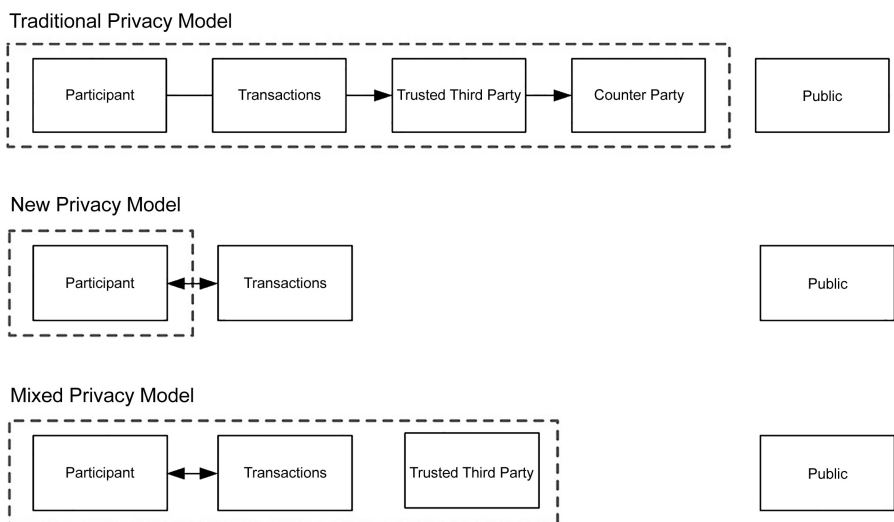 Traditional Privacy Model
Participant
Transactions
Trusted Third Party
Counter Party
Public
New Privacy Model
Participant
Transactions
Public
Mixed Privacy Model
Participant
Transactions
Trusted Third Party
Public